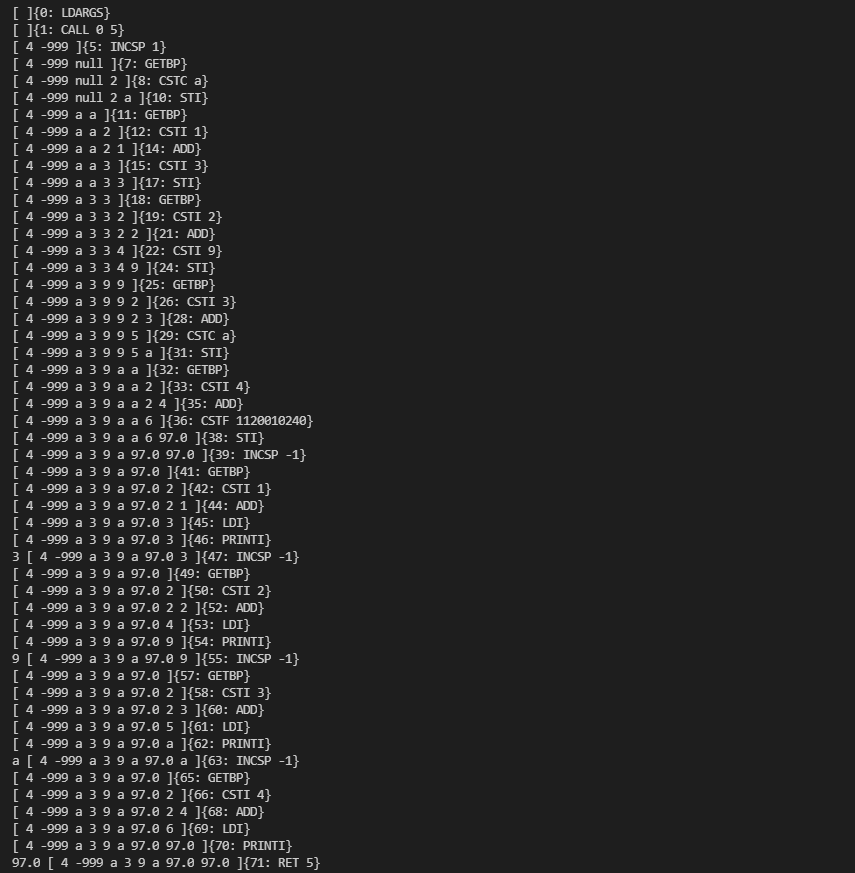 [ ]{0: LDARGS}
[ ]{1: CALL 0 5}
[ 4 -999 ]{5: INCSP 1}
[ 4 -999 null ]{7: GETBP}
[ 4 -999 null 2 ]{8: CSTC a}
[ 4 -999 null 2 a ]{10: STI}
[ 4 -999 a a ]{11: GETBP}
[ 4 -999 a a 2 ]{12: CSTI 1}
[ 4 -999 a a 2 1 ]{14: ADD}
[ 4 -999 a a 3 ]{15: CSTI 3}
[ 4 -999 a a 3 3 ]{17: STI}
[ 4 -999 a 3 3 ]{18: GETBP}
[ 4 -999 a 3 3 2 ]{19: CSTI 2}
[ 4 -999 a 3 3 2 2 ]{21: ADD}
[ 4 -999 a 3 3 4 ]{22: CSTI 9}
[ 4 -999 a 3 3 4 9 ]{24: STI}
[ 4 -999 a 3 9 9 ]{25: GETBP}
[ 4 -999 a 3 9 9 2 ]{26: CSTI 3}
[ 4 -999 a 3 9 9 2 3 ]{28: ADD}
[ 4 -999 a 3 9 9 5 ]{29: CSTC a}
[ 4 -999 a 3 9 9 5 a ]{31: STI}
[ 4 -999 a 3 9 a a ]{32: GETBP}
[ 4 -999 a 3 9 a a 2 ]{33: CSTI 4}
[ 4 -999 a 3 9 a a 2 4 ]{35: ADD}
[ 4 -999 a 3 9 a a 6 ]{36: CSTF 1120010240}
[ 4 -999 a 3 9 a a 6 97.0 ]{38: STI}
[ 4 -999 a 3 9 a 97.0 97.0 ]{39: INCSP -1}
[ 4 -999 a 3 9 a 97.0 ]{41: GETBP}
[ 4 -999 a 3 9 a 97.0 2 ]{42: CSTI 1}
[ 4 -999 a 3 9 a 97.0 2 1 ]{44: ADD}
[ 4 -999 a 3 9 a 97.0 3 ]{45: LDI}
[ 4 -999 a 3 9 a 97.0 3 ]{46: PRINTI}
3 [ 4 -999 a 3 9 a 97.0 3 ]{47: INCSP -1}
[ 4 -999 a 3 9 a 97.0 ]{49: GETBP}
[ 4 -999 a 3 9 a 97.0 2 ]{50: CSTI 2}
[ 4 -999 a 3 9 a 97.0 2 2 ]{52: ADD}
[ 4 -999 a 3 9 a 97.0 4 ]{53: LDI}
[ 4 -999 a 3 9 a 97.0 9 ]{54: PRINTI}
9 [ 4 -999 a 3 9 a 97.0 9 ]{55: INCSP -1}
[ 4 -999 a 3 9 a 97.0 ]{57: GETBP}
[ 4 -999 a 3 9 a 97.0 2 ]{58: CSTI 3}
[ 4 -999 a 3 9 a 97.0 2 3 ]{60: ADD}
[ 4 -999 a 3 9 a 97.0 5 ]{61: LDI}
[ 4 -999 a 3 9 a 97.0 a ]{62: PRINTI}
a [ 4 -999 a 3 9 a 97.0 a ]{63: INCSP -1}
[ 4 -999 a 3 9 a 97.0 ]{65: GETBP}
[ 4 -999 a 3 9 a 97.0 2 ]{66: CSTI 4}
[ 4 -999 a 3 9 a 97.0 2 4 ]{68: ADD}
[ 4 -999 a 3 9 a 97.0 6 ]{69: LDI}
[ 4 -999 a 3 9 a 97.0 97.0 ]{70: PRINTI}
97.0 [ 4 -999 a 3 9 a 97.0 97.0 ]{71: RET 5}